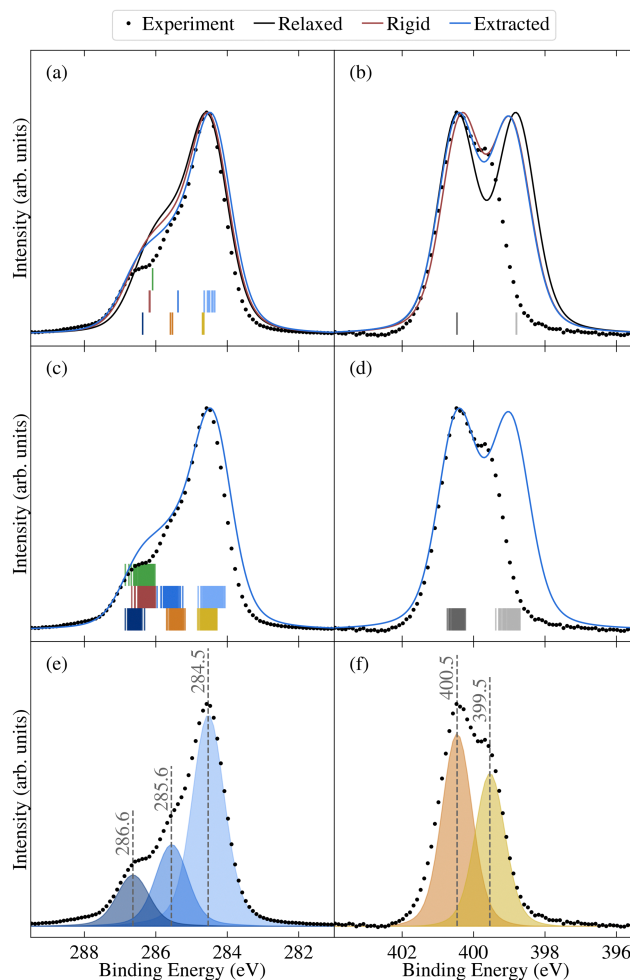 Experiment Relaxed Rigid Extracted
(a) (b)
Intensity (arb. units)
(c) (d)
Intensity (arb. units)
(e) (f)
Intensity (arb. units)
286.6 285.6 284.5 400.5 399.5
288 286 284 282 402 400 398 396
Binding Energy (eV) Binding Energy (eV)